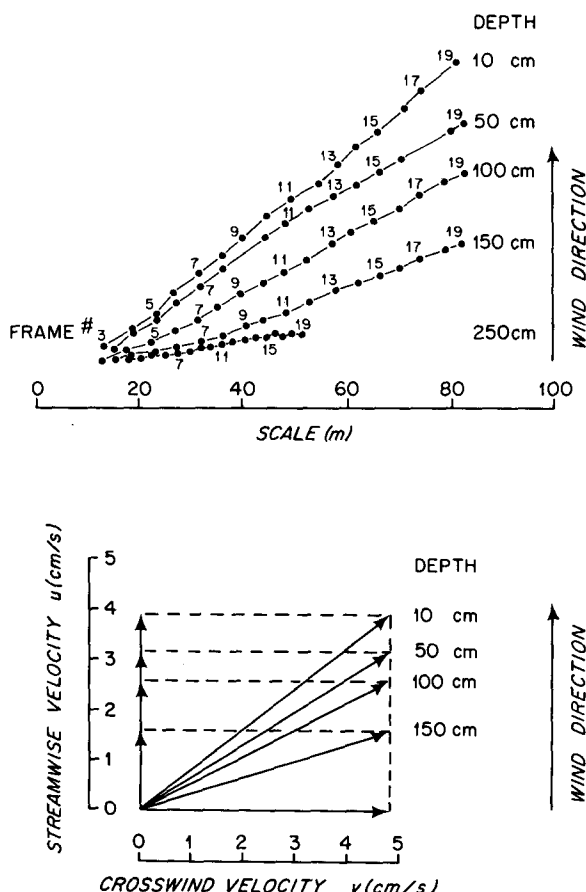 DEPTH
19 10 cm
17
15 19 50 cm
13 15
11 13 19 100 cm
11 17
9 15
7 13 19 150 cm
9 11 17
5 7 13 15
5 7 9 11
FRAME # 3 7 19 250cm
7 11 15
0 20 40 60 80 100
SCALE (m)
WIND DIRECTION
STREAMWISE VELOCITY u(cm/s)
5
4
3
2
1
0
DEPTH
10 cm
50 cm
100 cm
150 cm
0 1 2 3 4 5
CROSSWIND VELOCITY v(cm/s)
WIND DIRECTION